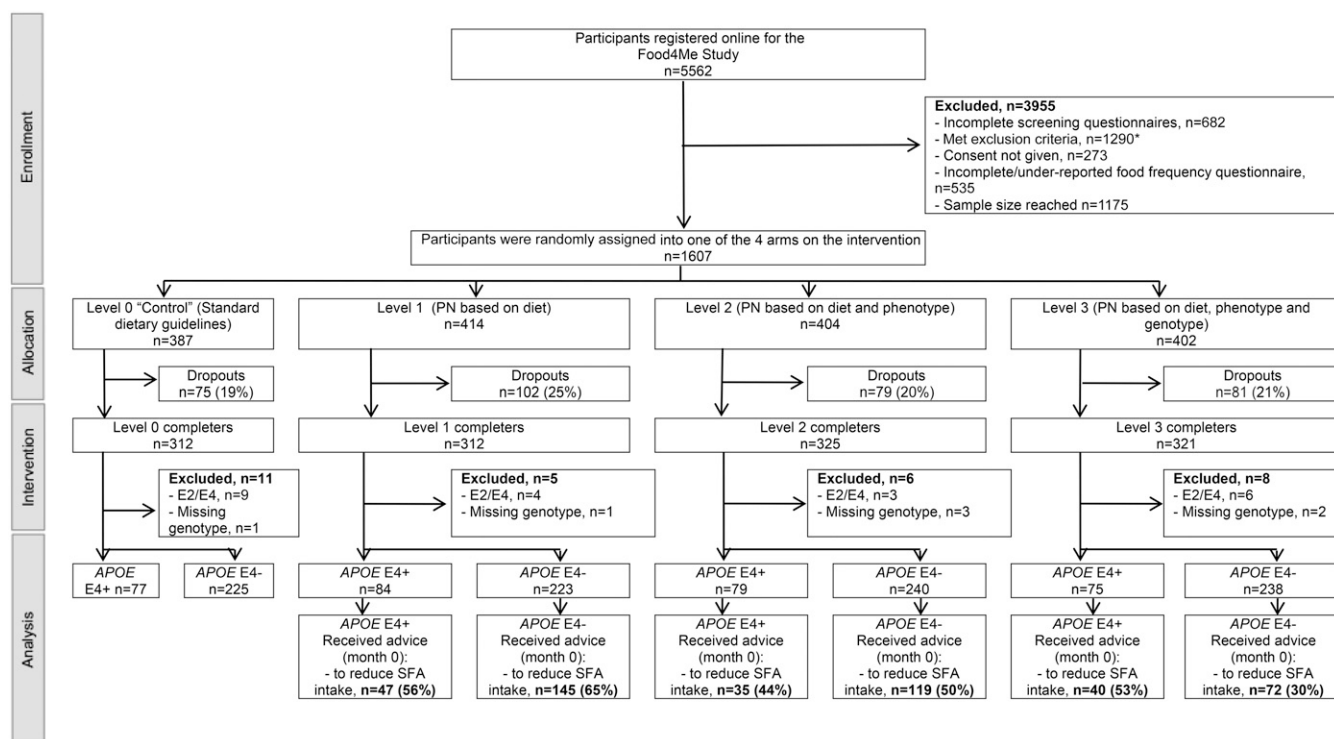 Enrollment
Participants registered online for the
Food4Me Study
n=5562
Excluded, n=3955
- Incomplete screening questionnaires, n=682
- Met exclusion criteria, n=1290*
- Consent not given, n=273
- Incomplete/under-reported food frequency questionnaire,
n=535
- Sample size reached n=1175
Participants were randomly assigned into one of the 4 arms on the intervention
n=1607
Allocation
Level 0 “Control” (Standard
dietary guidelines)
n=387
Level 1 (PN based on diet)
n=414
Level 2 (PN based on diet and phenotype)
n=404
Level 3 (PN based on diet, phenotype and
genotype)
n=402
Dropouts
n=75 (19%)
Dropouts
n=102 (25%)
Dropouts
n=79 (20%)
Dropouts
n=81 (21%)
Intervention
Level 0 completers
n=312
Level 1 completers
n=312
Level 2 completers
n=325
Level 3 completers
n=321
Excluded, n=11
- E2/E4, n=9
- Missing
genotype, n=1
Excluded, n=5
- E2/E4, n=4
- Missing genotype, n=1
Excluded, n=6
- E2/E4, n=3
- Missing genotype, n=3
Excluded, n=8
- E2/E4, n=6
- Missing genotype, n=2
Analysis
APOE
E4+ n=77
APOE E4-
n=225
APOE E4+
n=84
APOE E4-
n=223
APOE E4+
n=79
APOE E4-
n=240
APOE E4+
n=75
APOE E4-
n=238
APOE E4+
Received advice
(month 0):
- to reduce SFA
intake, n=47 (56%)
APOE E4-
Received advice
(month 0):
- to reduce SFA
intake, n=145 (65%)
APOE E4+
Received advice
(month 0):
- to reduce SFA
intake, n=35 (44%)
APOE E4-
Received advice
(month 0):
- to reduce SFA
intake, n=119 (50%)
APOE E4+
Received advice
(month 0):
- to reduce SFA
intake, n=40 (53%)
APOE E4-
Received advice
(month 0):
- to reduce SFA
intake, n=72 (30%)